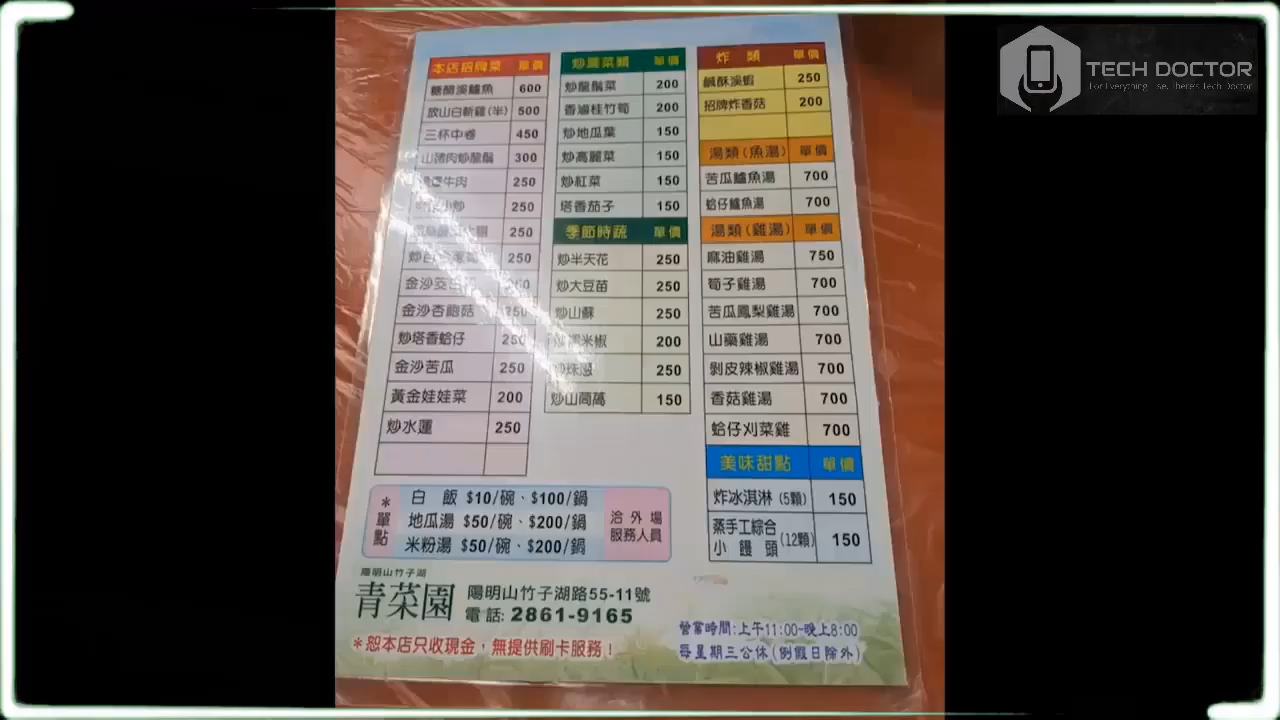 TECH DOCTOR
本店招牌菜 單價
糖醋溪鱸魚 600
放山白斬雞(半) 500
三杯中卷 450
山豬肉炒龍鬚 300
牛肉 250
小炒 250
250
炒白 250
金沙茭白
金沙杏鮑菇 250
炒塔香蛤仔 250
金沙苦瓜 250
黃金娃娃菜 200
炒水蓮 250
炒蔬菜類 單價
炒龍鬚菜 200
香滷桂竹筍 200
炒地瓜葉 150
炒高麗菜 150
炒紅菜 150
塔香茄子 150
季節時蔬 單價
炒半天花 250
炒大豆苗 250
炒山蘇 250
米椒 200
炒珠蔥 250
炒山茼萵 150
炸類 單價
鹹酥溪蝦 250
招牌炸香菇 200
湯類(魚湯) 單價
苦瓜鱸魚湯 700
蛤仔鱸魚湯 700
湯類(雞湯) 單價
麻油雞湯 750
筍子雞湯 700
苦瓜鳳梨雞湯 700
山藥雞湯 700
剝皮辣椒雞湯 700
香菇雞湯 700
蛤仔刈菜雞 700
美味甜點 單價
炸冰淇淋(5顆) 150
蒸手工綜合
小饅頭(12顆) 150
*單點
白飯 $10/碗、$100/鍋
地瓜湯 $50/碗、$200/鍋
米粉湯 $50/碗、$200/鍋
洽外場
服務人員
陽明山竹子湖
青菜園
陽明山竹子湖路55-11號
電話: 2861-9165
*恕本店只收現金,無提供刷卡服務!
營業時間:上午11:00~晚上8:00
每星期三公休(例假日除外)